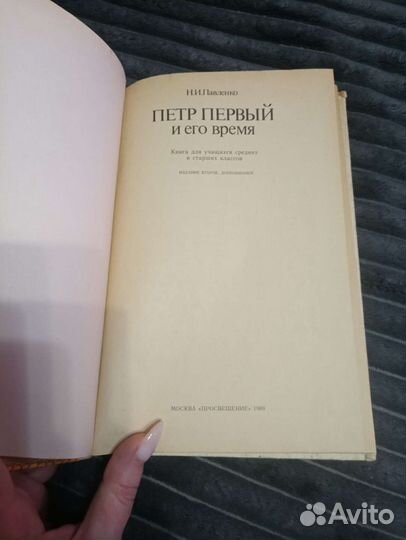 Н.И.Павленко
ПЕТР ПЕРВЫЙ
И ЕГО ВРЕМЯ
Книга для учащихся средних
и старших классов
ИЗДАНИЕ ВТОРОЕ, ДОПОЛНЕННОЕ
МОСКВА «ПРОСВЕЩЕНИЕ» 1989
Avito